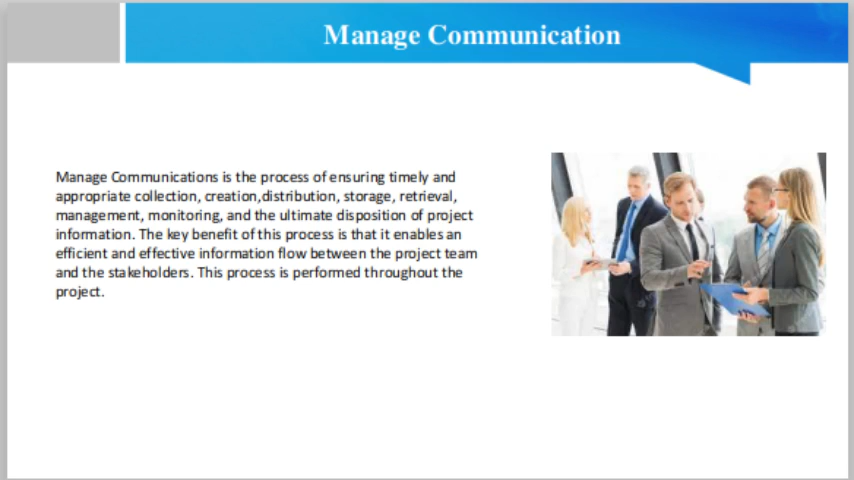 Manage Communication
Manage Communications is the process of ensuring timely and
appropriate collection, creation,distribution, storage, retrieval,
management, monitoring, and the ultimate disposition of project
information. The key benefit of this process is that it enables an
efficient and effective information flow between the project team
and the stakeholders. This process is performed throughout the
project.